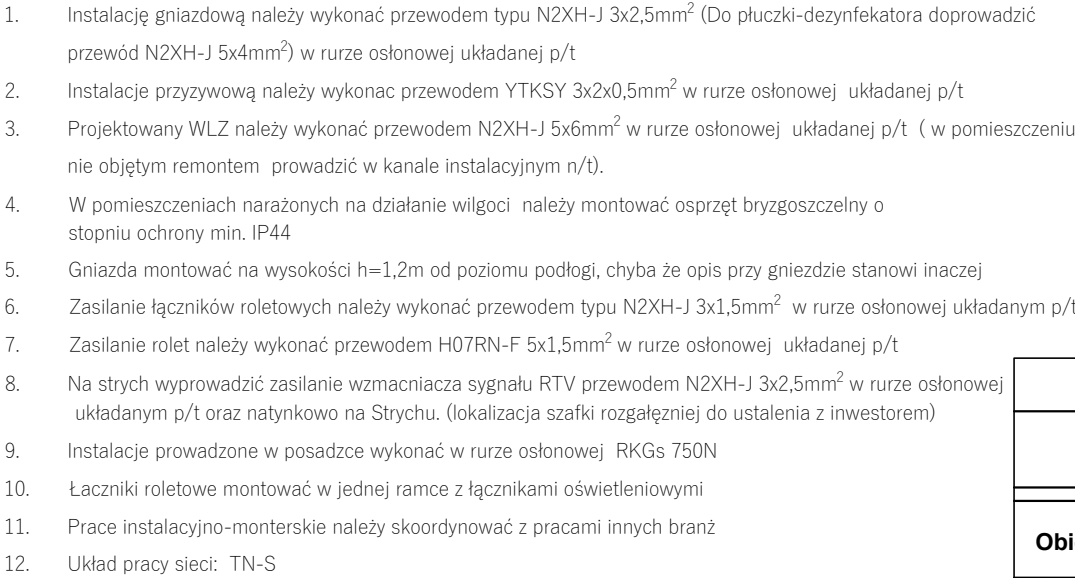 1. Instalację gniazdową należy wykonać przewodem typu N2XH-J 3x2,5mm² (Do płuczki-dezynfekatora doprowadzić
przewód N2XH-J 5x4mm²) w rurze osłonowej układanej p/t
2. Instalacje przyzywową należy wykonac przewodem YTKSY 3x2x0,5mm² w rurze osłonowej układanej p/t
3. Projektowany WLZ należy wykonać przewodem N2XH-J 5x6mm² w rurze osłonowej układanej p/t ( w pomieszczeniu
nie objętym remontem prowadzić w kanale instalacyjnym n/t).
4. W pomieszczeniach narażonych na działanie wilgoci należy montować osprzęt bryzgoszczelny o
stopniu ochrony min. IP44
5. Gniazda montować na wysokości h=1,2m od poziomu podłogi, chyba że opis przy gniezdzie stanowi inaczej
6. Zasilanie łączników roletowych należy wykonać przewodem typu N2XH-J 3x1,5mm² w rurze osłonowej układanym p/t
7. Zasilanie rolet należy wykonać przewodem H07RN-F 5x1,5mm² w rurze osłonowej układanej p/t
8. Na strych wyprowadzić zasilanie wzmacniacza sygnału RTV przewodem N2XH-J 3x2,5mm² w rurze osłonowej
układanym p/t oraz natynkowo na Strychu. (lokalizacja szafki rozgałęzniej do ustalenia z inwestorem)
9. Instalacje prowadzone w posadzce wykonać w rurze osłonowej RKGs 750N
10. Łaczniki roletowe montować w jednej ramce z łącznikami oświetleniowymi
11. Prace instalacyjno-monterskie należy skoordynować z pracami innych branż
Obi
12. Układ pracy sieci: TN-S